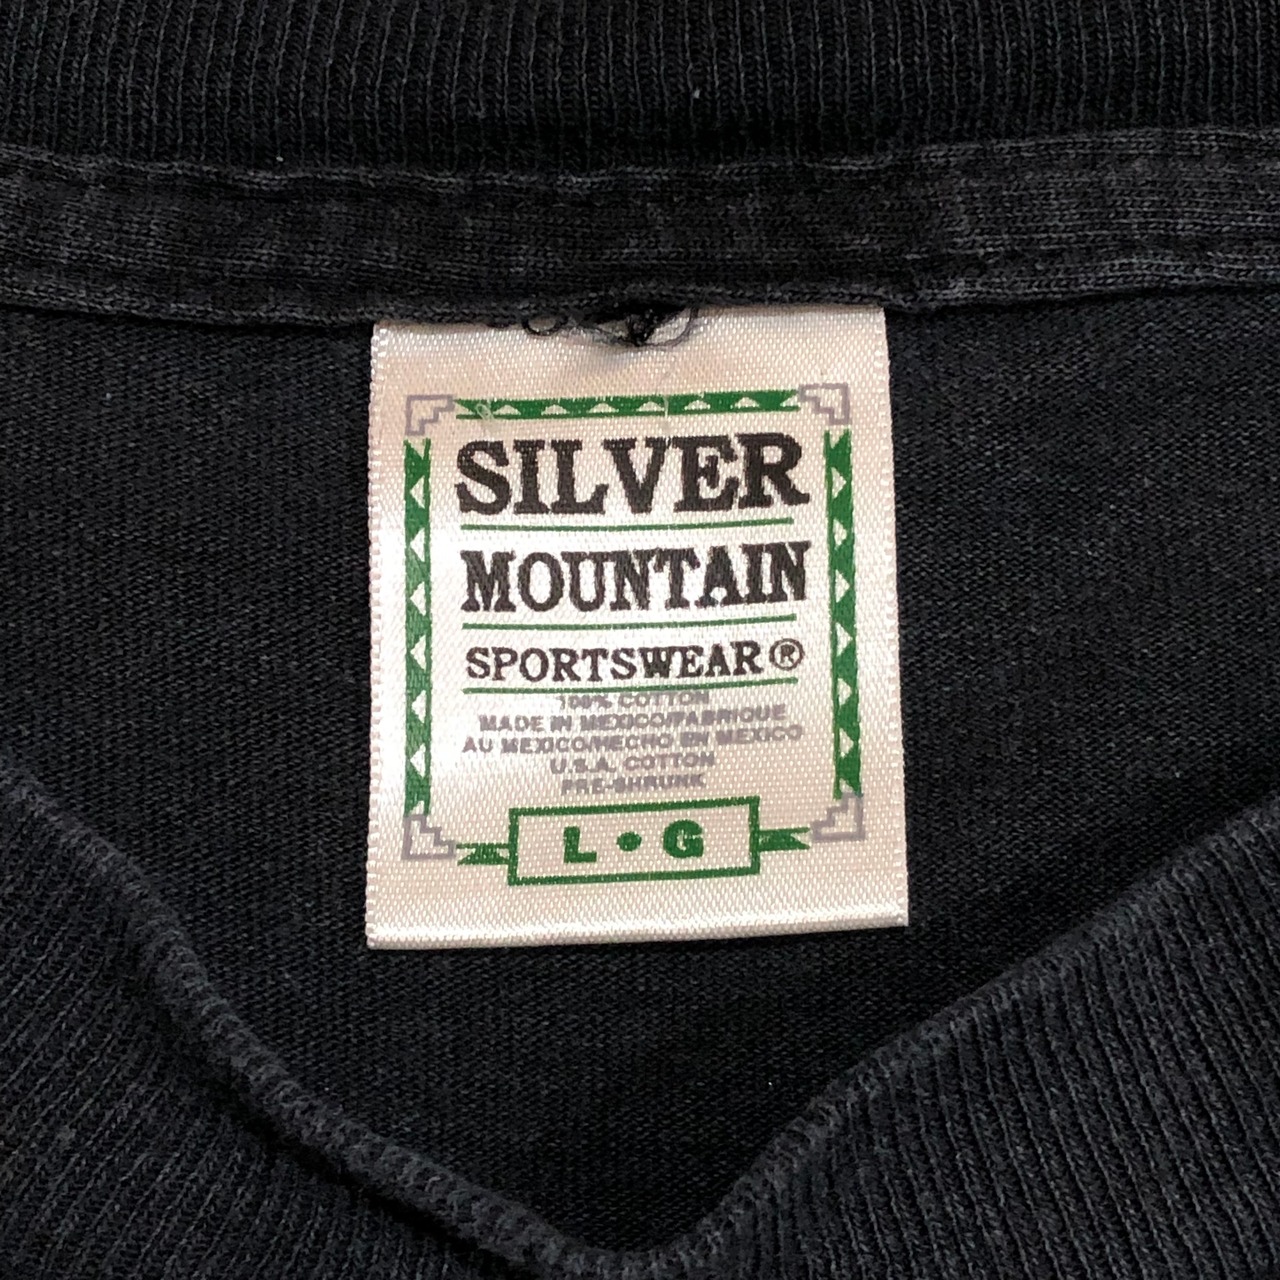 SILVER
MOUNTAIN
SPORTSWEAR®
100% COTTON
MADE IN MEXICO/FABRIQUE
AU MEXICO/HECHO EN MEXICO
U.S.A. COTTON
PRE-SHRUNK
L • G